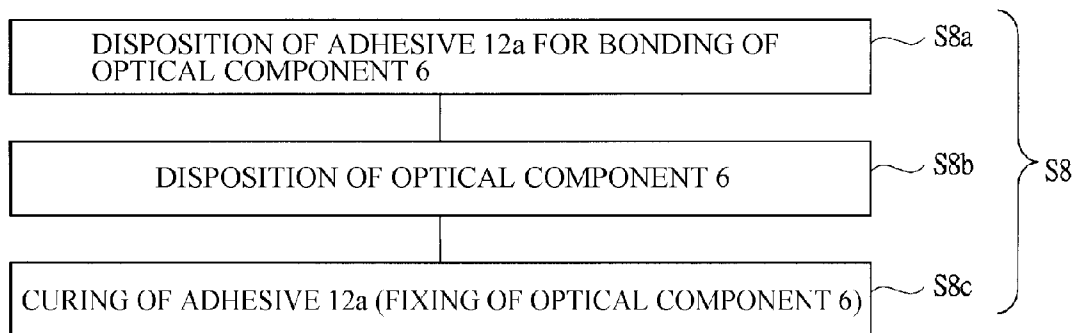 DISPOSITION OF ADHESIVE 12a FOR BONDING OF
OPTICAL COMPONENT 6
S8a
DISPOSITION OF OPTICAL COMPONENT 6
S8b
S8
CURING OF ADHESIVE 12a (FIXING OF OPTICAL COMPONENT 6)
S8c